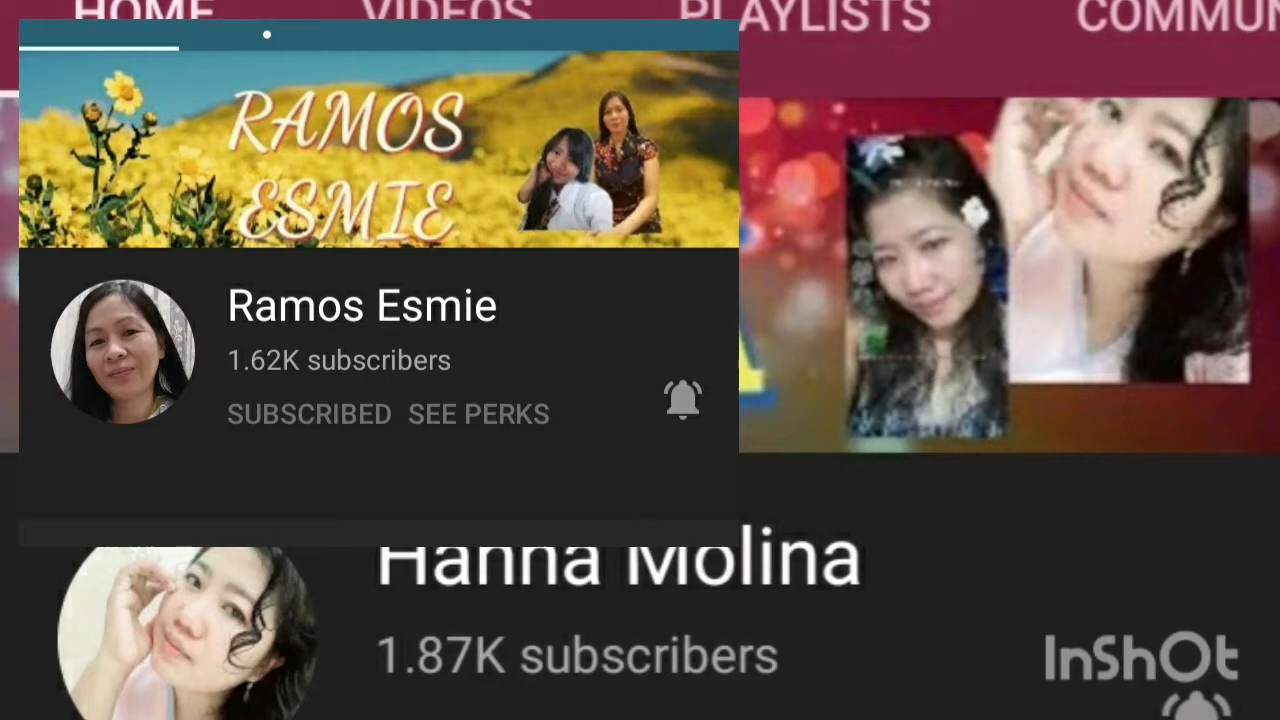 HOME VIDEOS PLAYLISTS COMMUN
RAMOS
ESMIE
Ramos Esmie
1.62K subscribers
SUBSCRIBED SEE PERKS
A
Hanna Molina
1.87K subscribers
InShOt